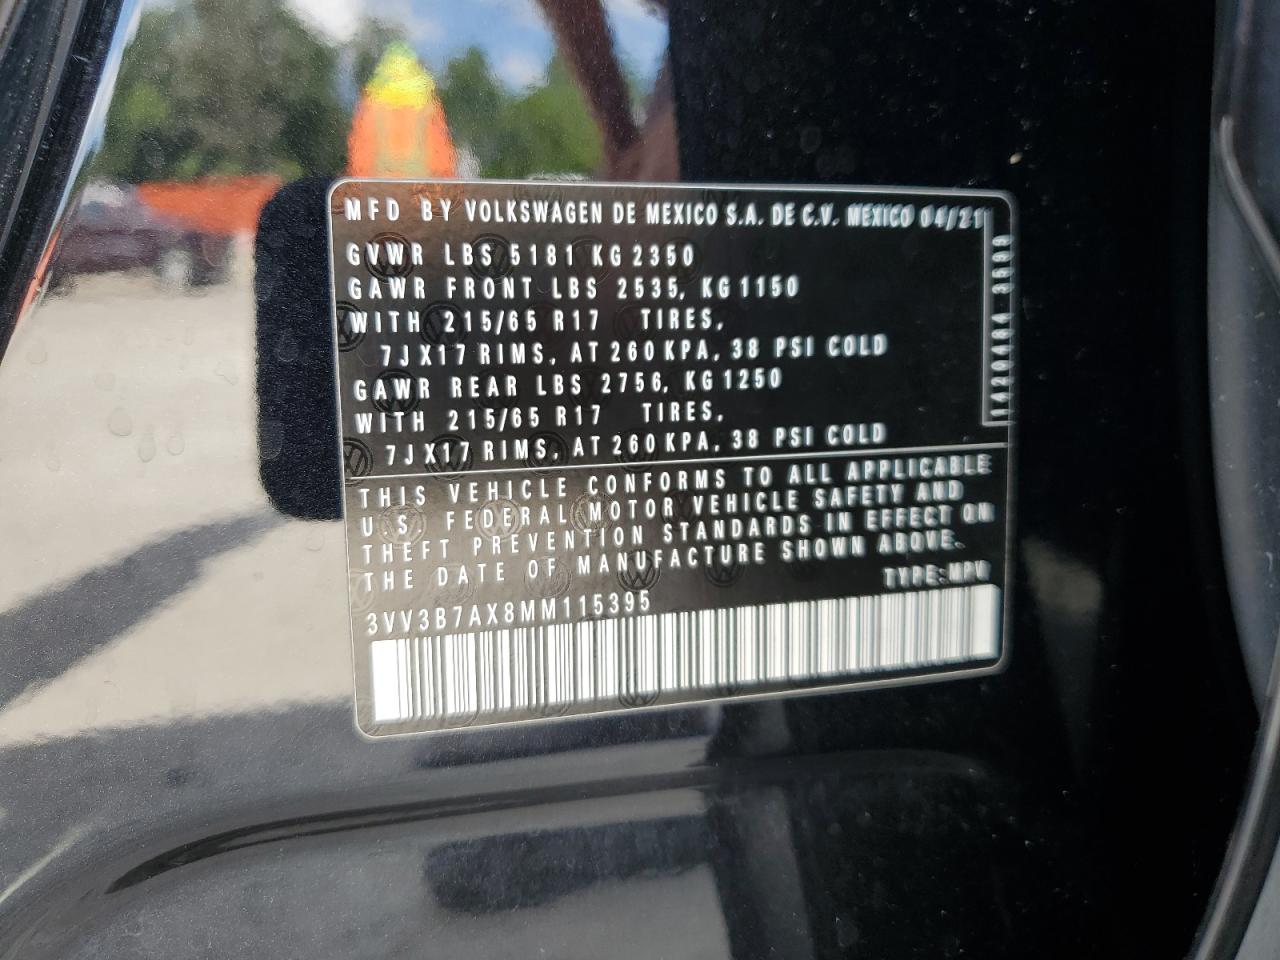 MFD BY VOLKSWAGEN DE MEXICO S.A. DE C.V. MEXICO 04/21
GVWR LBS 5181 KG 2350
GAWR FRONT LBS 2535, KG 1150
WITH 215/65 R17 TIRES,
7JX17 RIMS, AT 260 KPA, 38 PSI COLD
GAWR REAR LBS 2756, KG 1250
WITH 215/65 R17 TIRES,
7JX17 RIMS, AT 260 KPA, 38 PSI COLD
THIS VEHICLE CONFORMS TO ALL APPLICABLE
U.S. FEDERAL MOTOR VEHICLE SAFETY AND
THEFT PREVENTION STANDARDS IN EFFECT ON
THE DATE OF MANUFACTURE SHOWN ABOVE.
TYPE: MPV
3VV3B7AX8MM115395